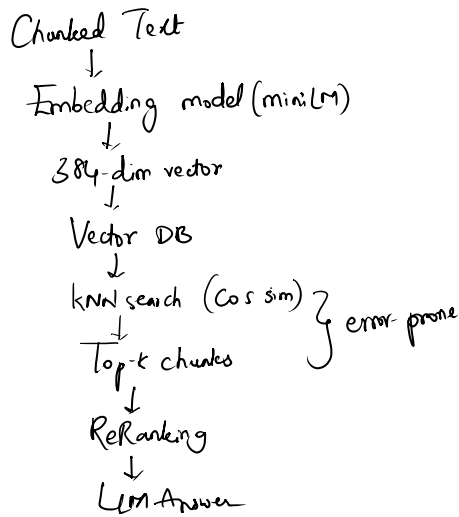 Chunked Text
Embedding model (miniLM)
384-dim vector
Vector DB
kNN search (cos sim)
error-prone
Top-k chunks
ReRanking
LLM Answer